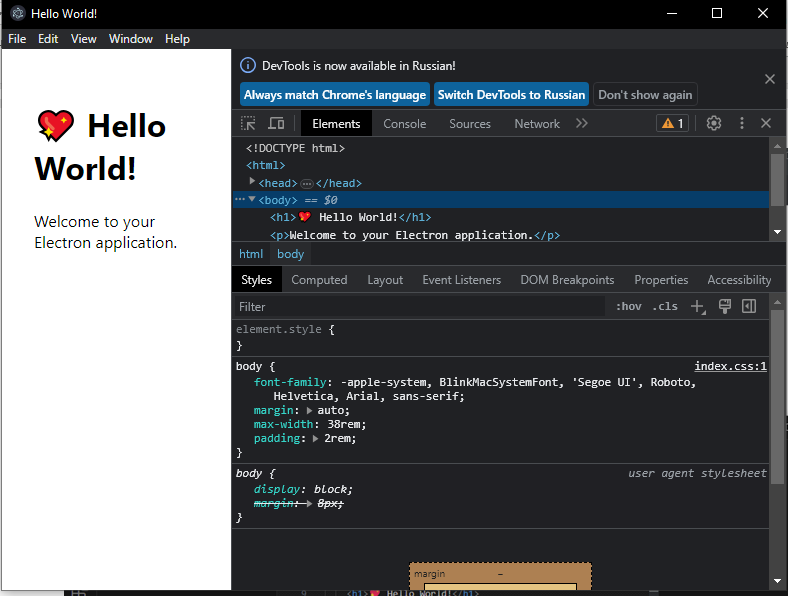 Hello World!
File Edit View Window Help
💖 Hello
World!
Welcome to your
Electron application.
DevTools is now available in Russian!
Always match Chrome's language Switch DevTools to Russian Don't show again
Elements Console Sources Network 1
<!DOCTYPE html>
<html>
<head>…</head>
<body> == $0
<h1>💖 Hello World!</h1>
<p>Welcome to your Electron application.</p>
html body
Styles Computed Layout Event Listeners DOM Breakpoints Properties Accessibility
Filter :hov .cls
element.style {
}
body { index.css:1
font-family: -apple-system, BlinkMacSystemFont, 'Segoe UI', Roboto,
Helvetica, Arial, sans-serif;
margin: auto;
max-width: 38rem;
padding: 2rem;
}
body { user agent stylesheet
display: block;
margin: 8px;
}
margin –
9 <h1>💖 Hello World!</h1>